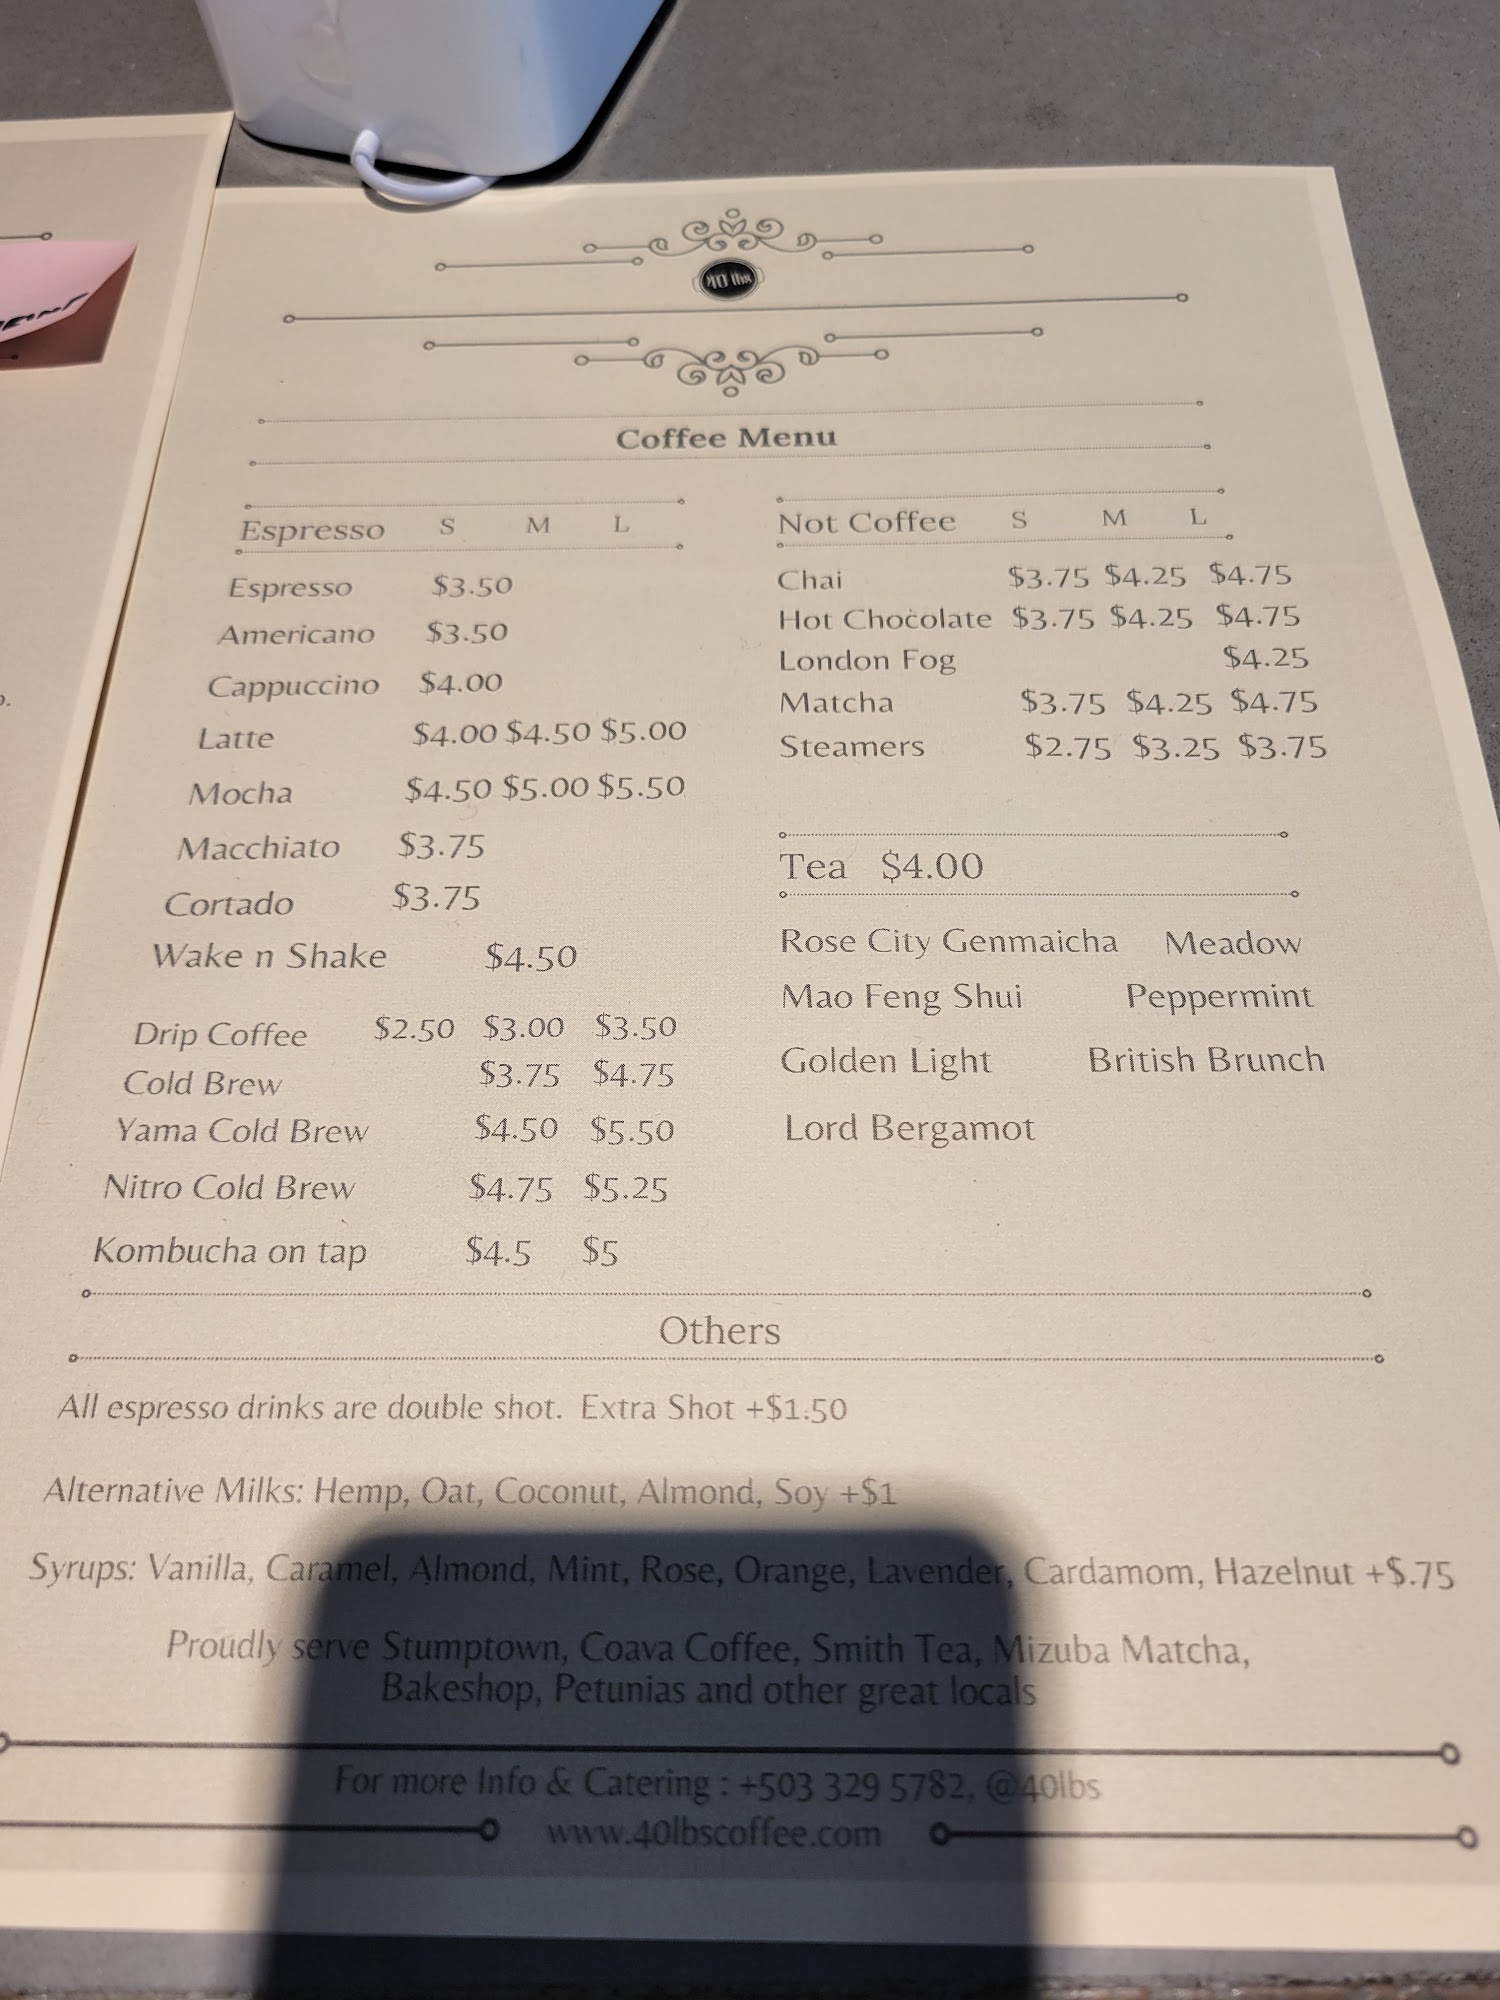 40 lbs
Coffee Menu
Espresso S M L
Espresso $3.50
Americano $3.50
Cappuccino $4.00
Latte $4.00 $4.50 $5.00
Mocha $4.50 $5.00 $5.50
Macchiato $3.75
Cortado $3.75
Wake n Shake $4.50
Drip Coffee $2.50 $3.00 $3.50
Cold Brew $3.75 $4.75
Yama Cold Brew $4.50 $5.50
Nitro Cold Brew $4.75 $5.25
Kombucha on tap $4.5 $5
Not Coffee S M L
Chai $3.75 $4.25 $4.75
Hot Chocolate $3.75 $4.25 $4.75
London Fog $4.25
Matcha $3.75 $4.25 $4.75
Steamers $2.75 $3.25 $3.75
Tea $4.00
Rose City Genmaicha Meadow
Mao Feng Shui Peppermint
Golden Light British Brunch
Lord Bergamot
Others
All espresso drinks are double shot. Extra Shot +$1.50
Alternative Milks: Hemp, Oat, Coconut, Almond, Soy +$1
Syrups: Vanilla, Caramel, Almond, Mint, Rose, Orange, Lavender, Cardamom, Hazelnut +$.75
Proudly serve Stumptown, Coava Coffee, Smith Tea, Mizuba Matcha,
Bakeshop, Petunias and other great locals
For more Info & Catering : +503 329 5782, @40lbs
www.40lbscoffee.com